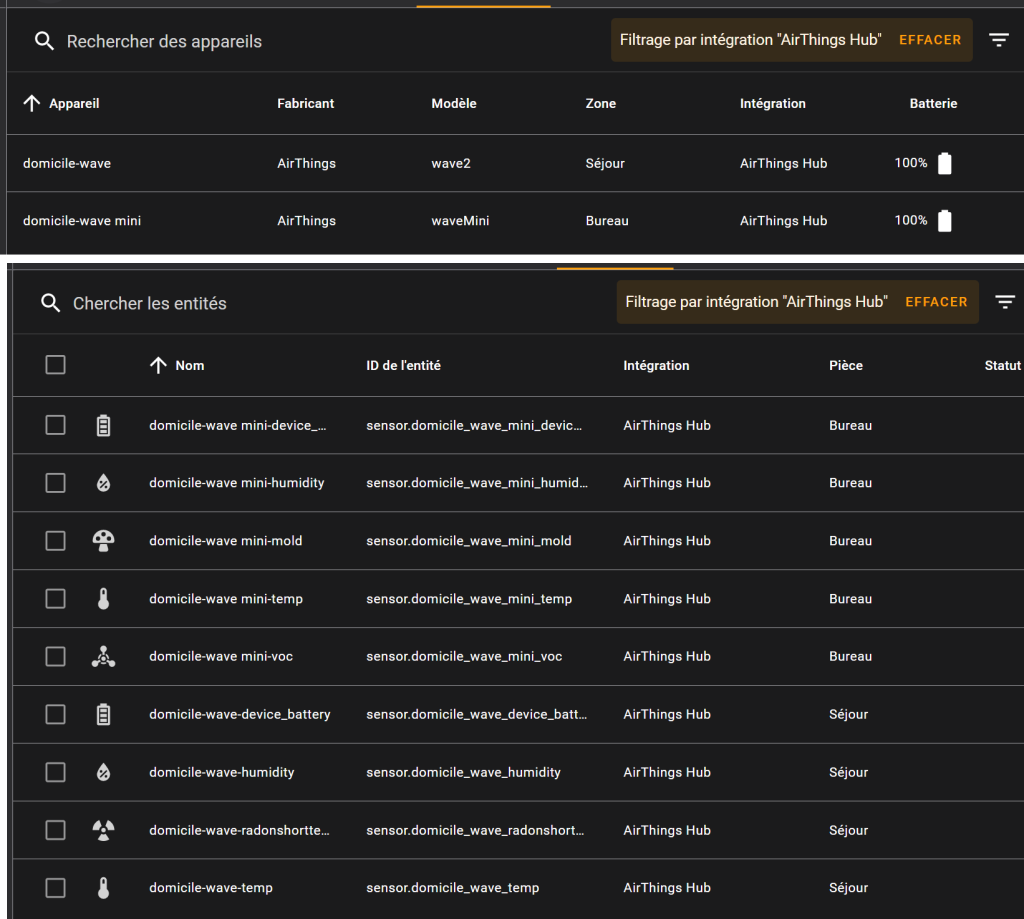 Rechercher des appareils Filtrage par intégration "AirThings Hub" EFFACER
Appareil Fabricant Modèle Zone Intégration Batterie
domicile-wave AirThings wave2 Séjour AirThings Hub 100%
domicile-wave mini AirThings waveMini Bureau AirThings Hub 100%
Chercher les entités Filtrage par intégration "AirThings Hub" EFFACER
Nom ID de l'entité Intégration Pièce Statut
domicile-wave mini-device_... sensor.domicile_wave_mini_devic... AirThings Hub Bureau
domicile-wave mini-humidity sensor.domicile_wave_mini_humid... AirThings Hub Bureau
domicile-wave mini-mold sensor.domicile_wave_mini_mold AirThings Hub Bureau
domicile-wave mini-temp sensor.domicile_wave_mini_temp AirThings Hub Bureau
domicile-wave mini-voc sensor.domicile_wave_mini_voc AirThings Hub Bureau
domicile-wave-device_battery sensor.domicile_wave_device_batt... AirThings Hub Séjour
domicile-wave-humidity sensor.domicile_wave_humidity AirThings Hub Séjour
domicile-wave-radonshortte... sensor.domicile_wave_radonshort... AirThings Hub Séjour
domicile-wave-temp sensor.domicile_wave_temp AirThings Hub Séjour